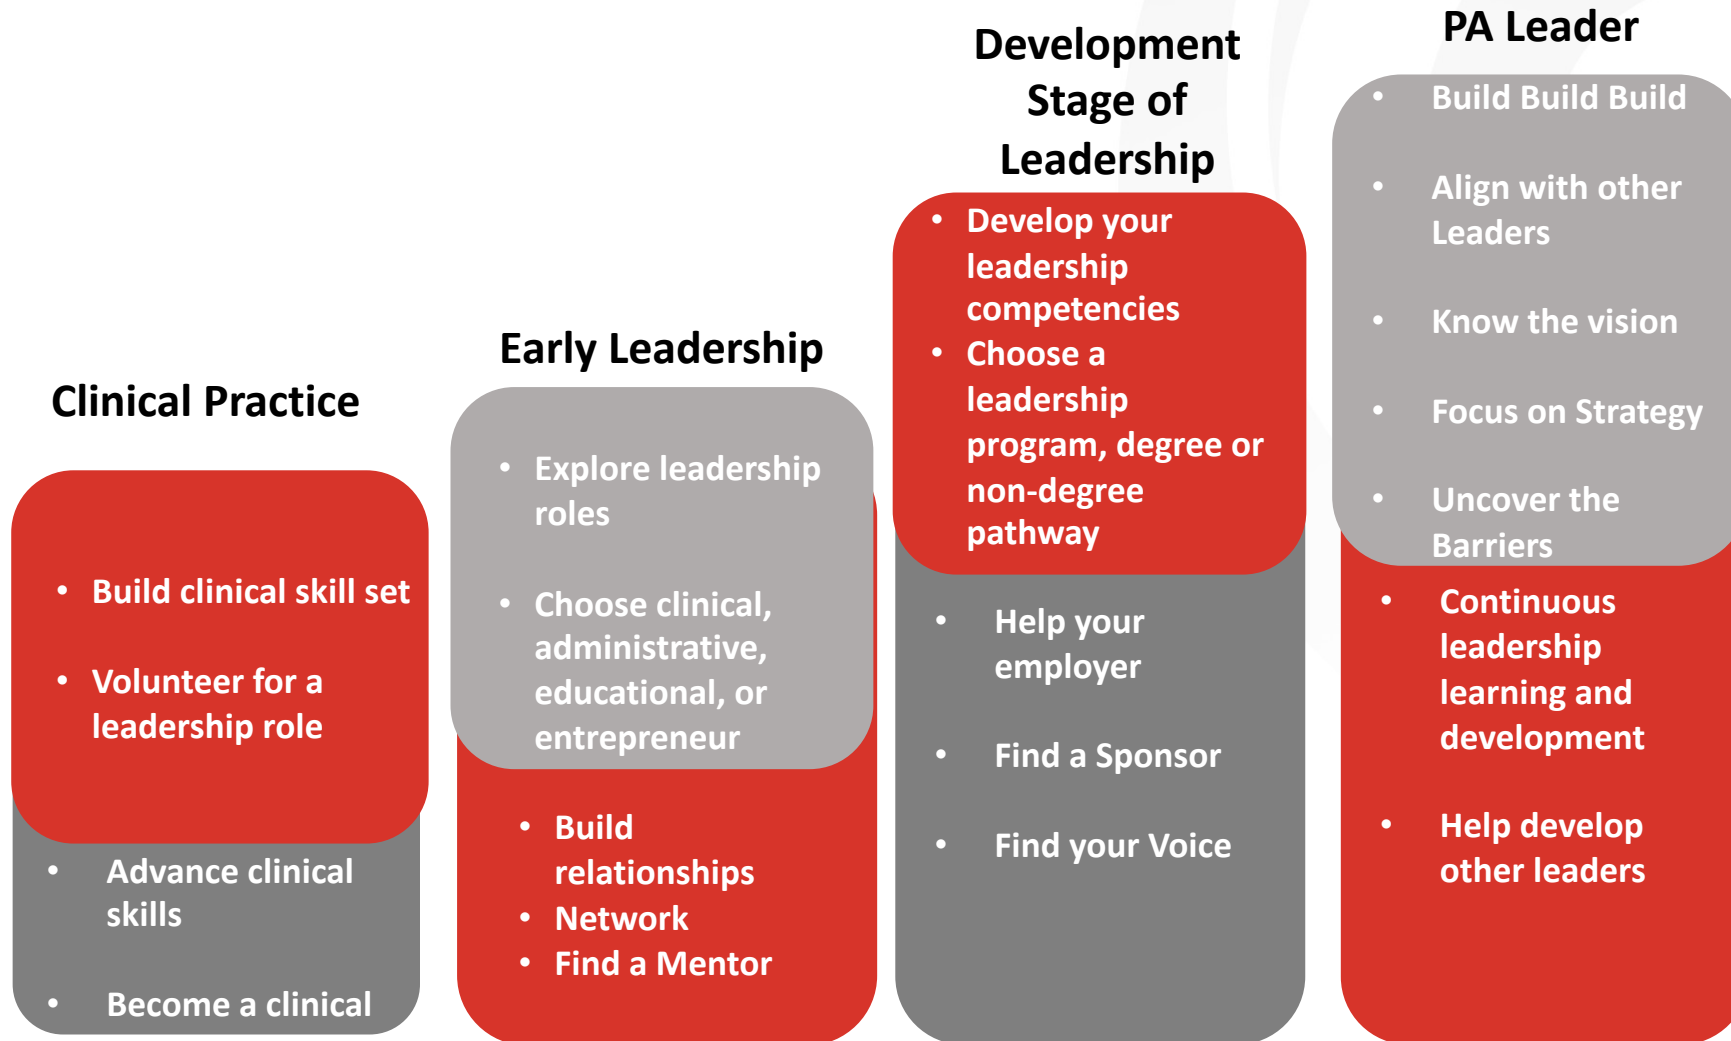 Clinical Practice
• Build clinical skill set
• Volunteer for a
leadership role
• Advance clinical
skills
• Become a clinical
Early Leadership
• Explore leadership
roles
• Choose clinical,
administrative,
educational, or
entrepreneur
• Build
relationships
• Network
• Find a Mentor
Development
Stage of
Leadership
• Develop your
leadership
competencies
• Choose a
leadership
program, degree or
non-degree
pathway
• Help your
employer
• Find a Sponsor
• Find your Voice
PA Leader
• Build Build Build
• Align with other
Leaders
• Know the vision
• Focus on Strategy
• Uncover the
Barriers
• Continuous
leadership
learning and
development
• Help develop
other leaders